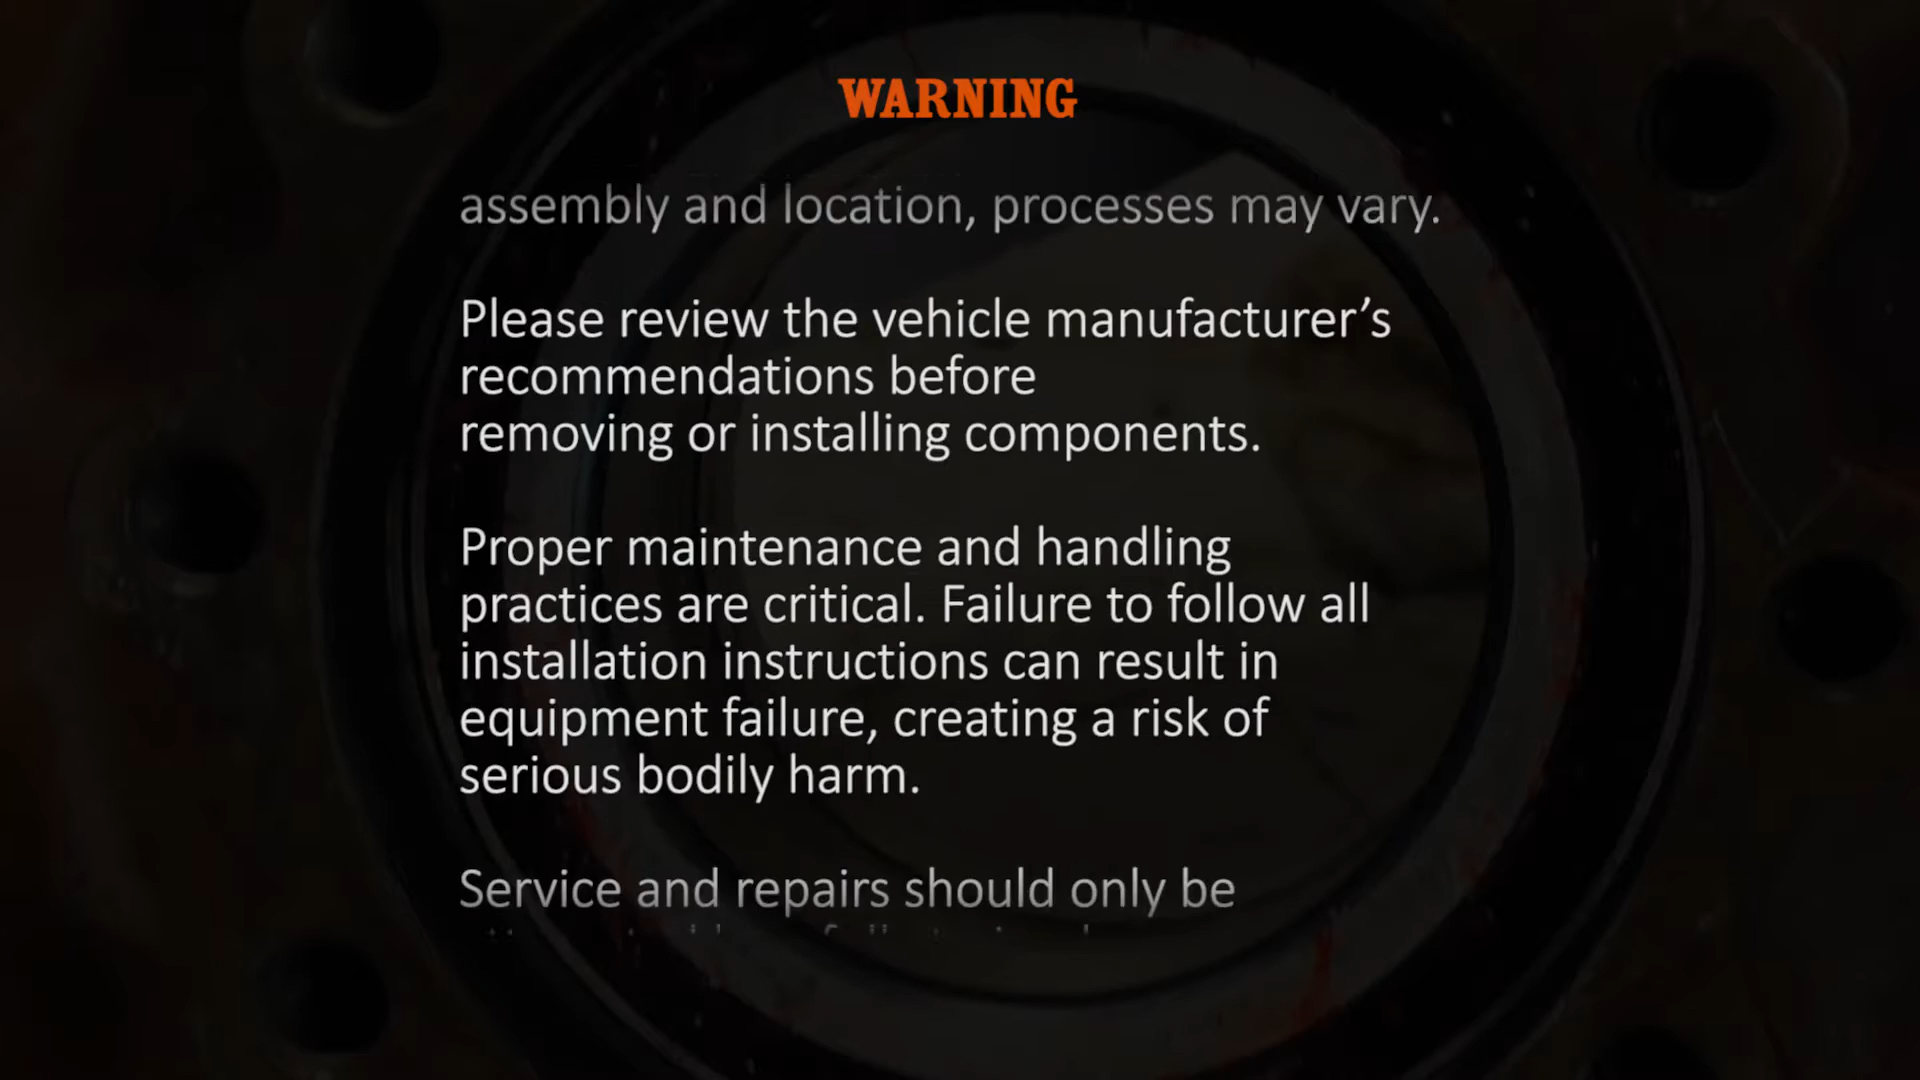 WARNING
assembly and location, processes may vary.
Please review the vehicle manufacturer’s
recommendations before
removing or installing components.
Proper maintenance and handling
practices are critical. Failure to follow all
installation instructions can result in
equipment failure, creating a risk of
serious bodily harm.
Service and repairs should only be